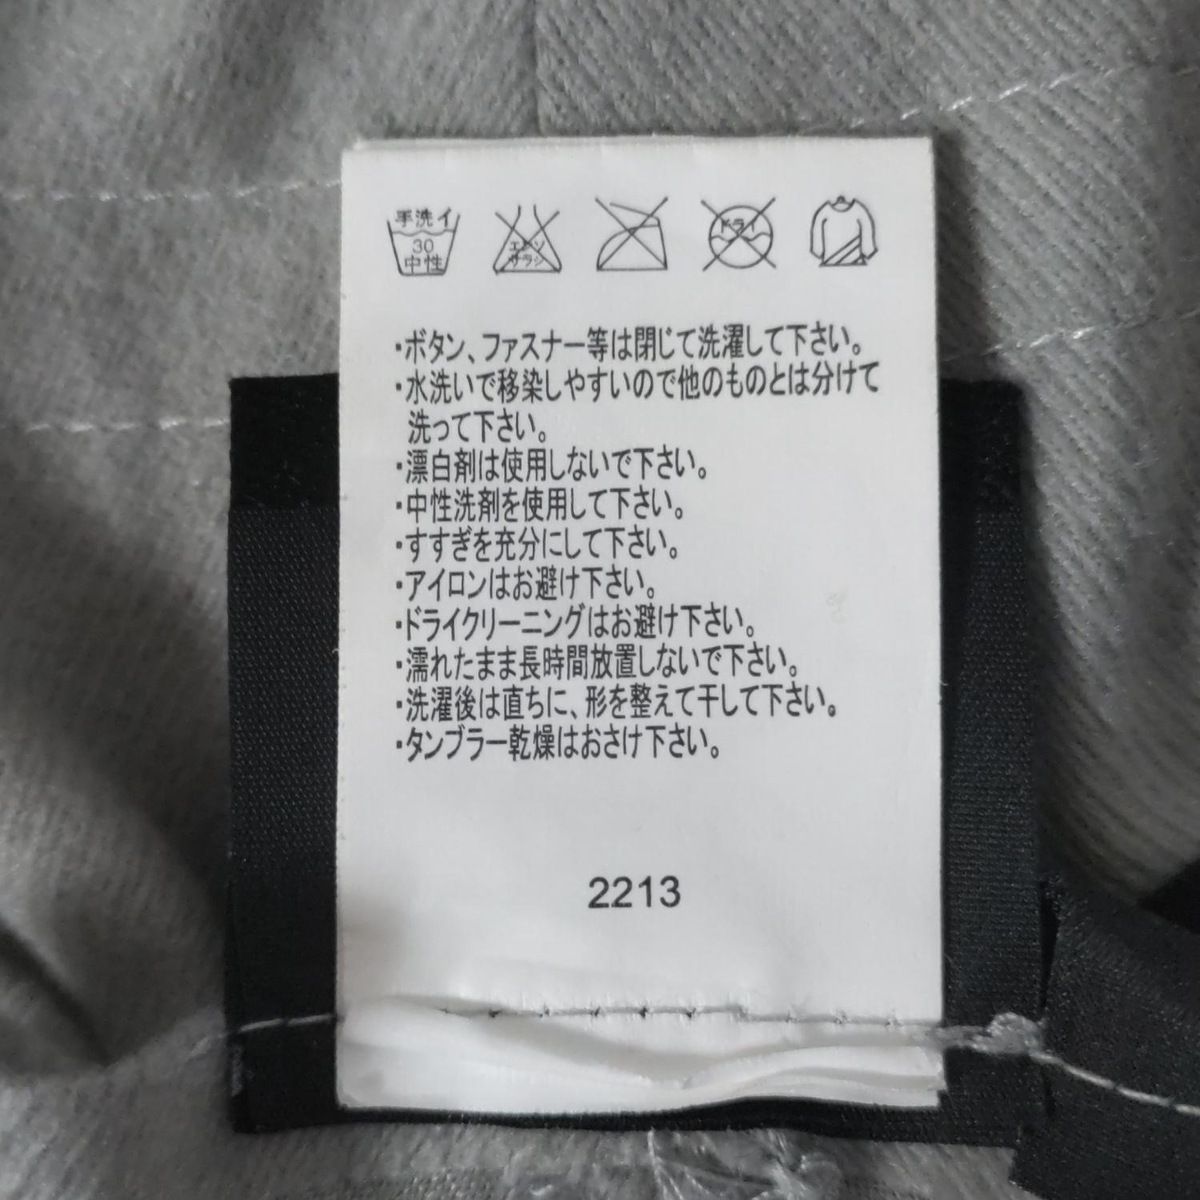 手洗イ
30
中性
エンソ
サラシ
ドライ
・ボタン、ファスナー等は閉じて洗濯して下さい。
・水洗いで移染しやすいので他のものとは分けて
洗って下さい。
・漂白剤は使用しないで下さい。
・中性洗剤を使用して下さい。
・すすぎを充分にして下さい。
・アイロンはお避け下さい。
・ドライクリーニングはお避け下さい。
・濡れたまま長時間放置しないで下さい。
・洗濯後は直ちに、形を整えて干して下さい。
・タンブラー乾燥はおさけ下さい。
2213